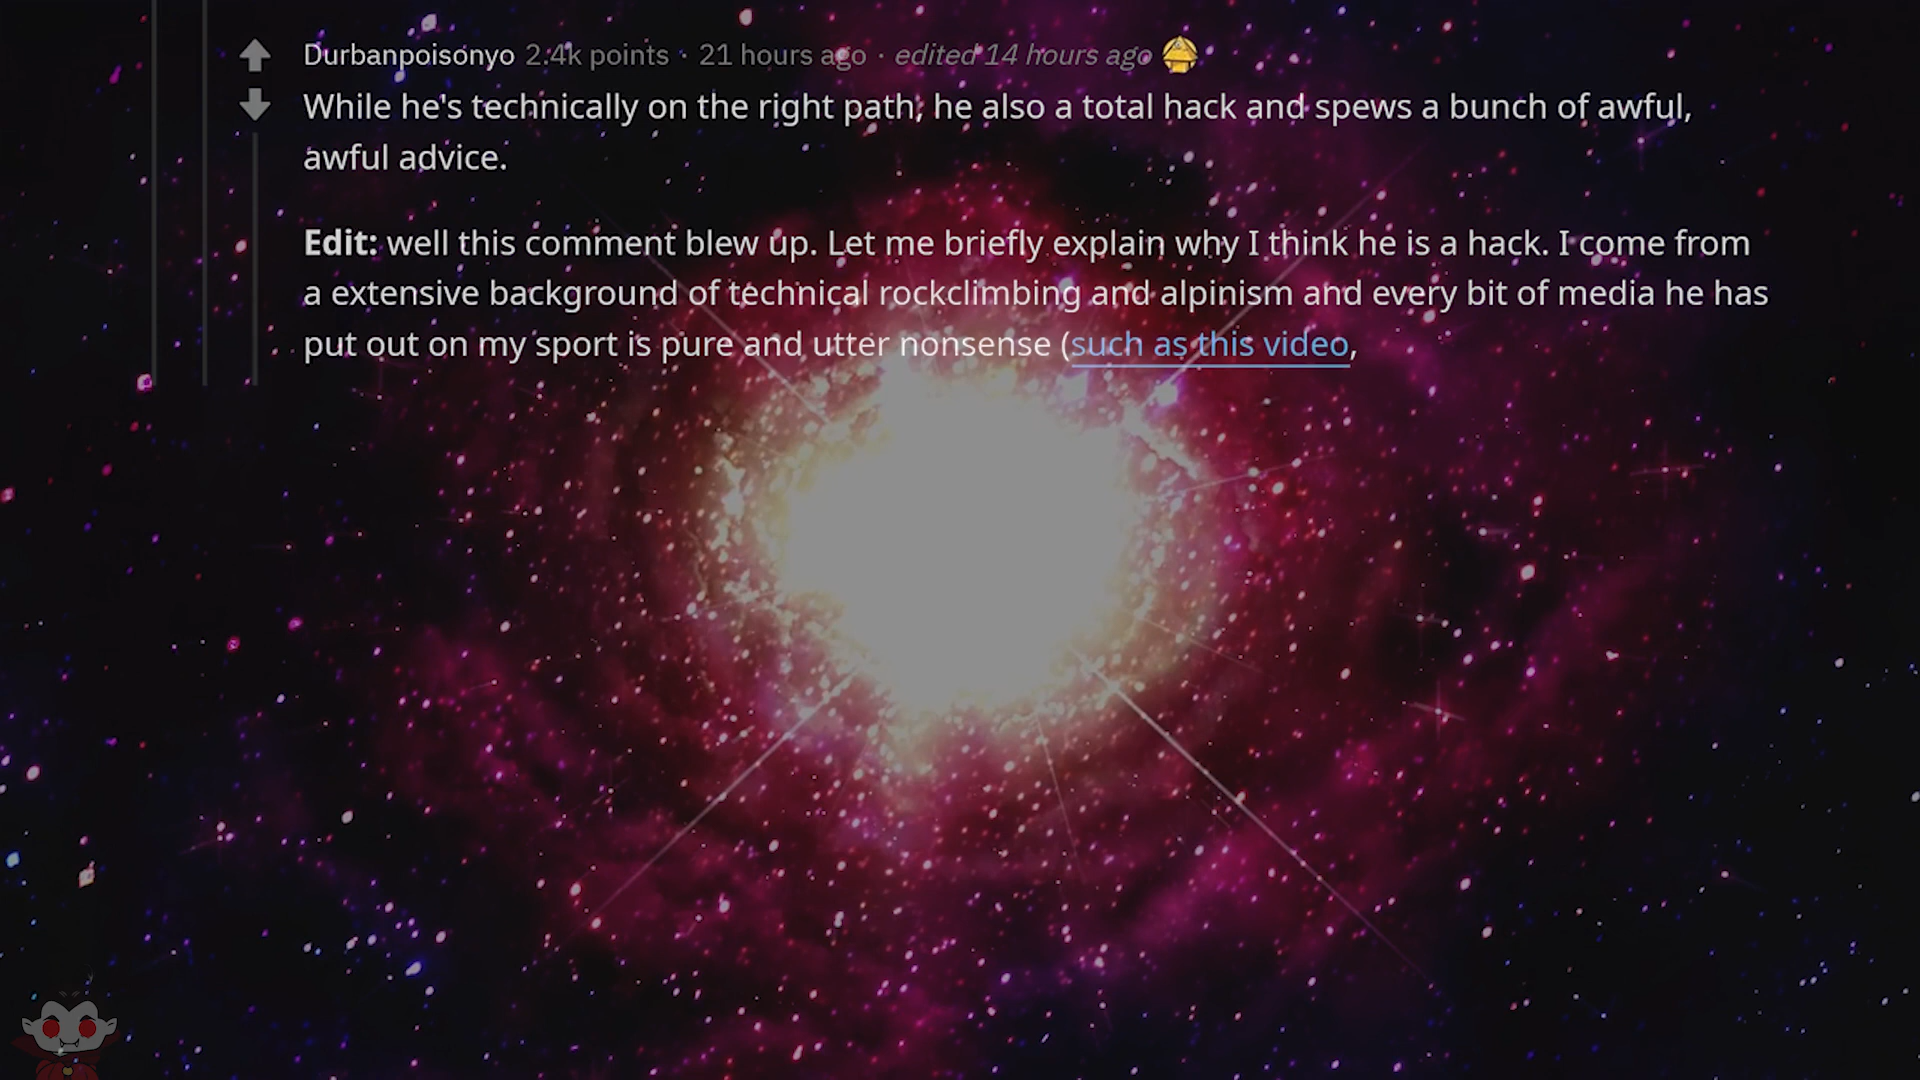 Durbanpoisonyo 2.4k points · 21 hours ago · edited 14 hours ago
While he's technically on the right path, he also a total hack and spews a bunch of awful,
awful advice.
Edit: well this comment blew up. Let me briefly explain why I think he is a hack. I come from
a extensive background of technical rockclimbing and alpinism and every bit of media he has
put out on my sport is pure and utter nonsense (such as this video,